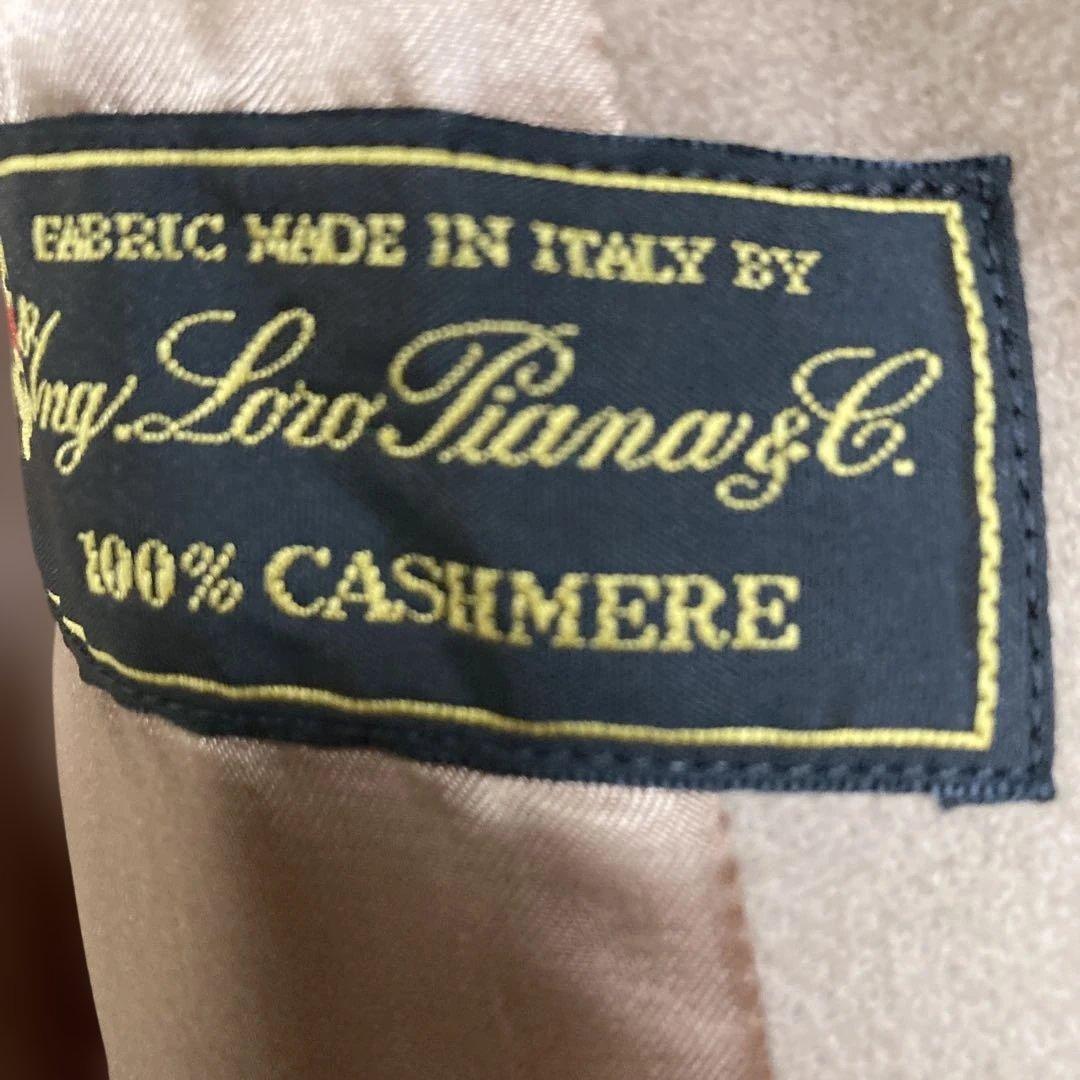 FABRIC MADE IN ITALY BY
Ing. Loro Piana & C.
100% CASHMERE